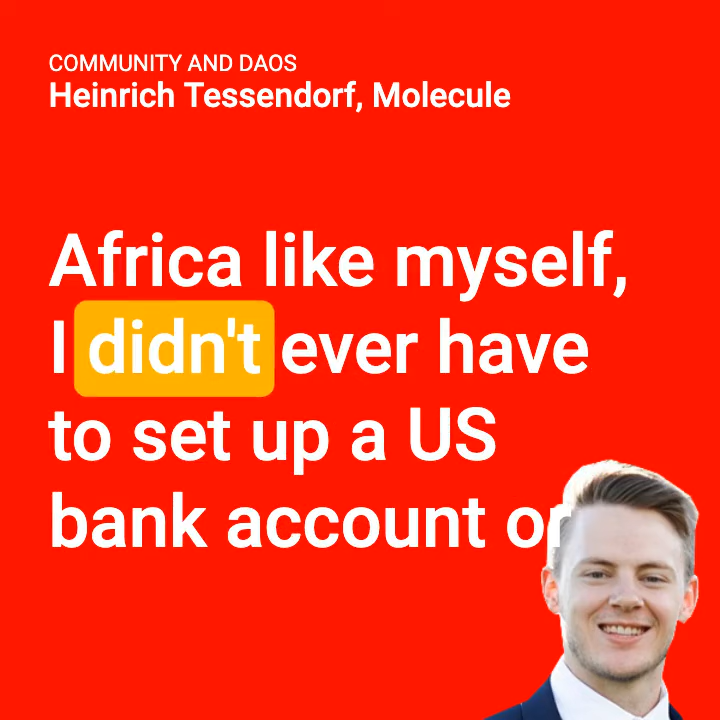 COMMUNITY AND DAOS
Heinrich Tessendorf, Molecule
Africa like myself,
I didn't ever have
to set up a US
bank account